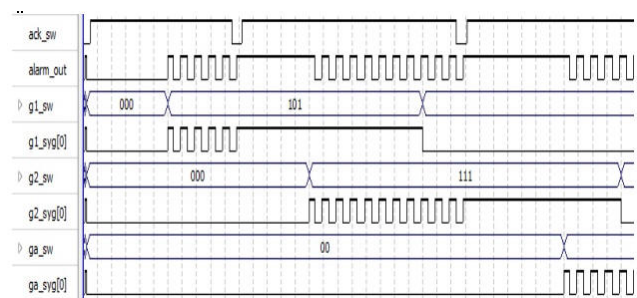 ack_sw
alarm_out
g1_sw 000 101
g1_syg[0]
g2_sw 000 111
g2_syg[0]
ga_sw 00
ga_syg[0]